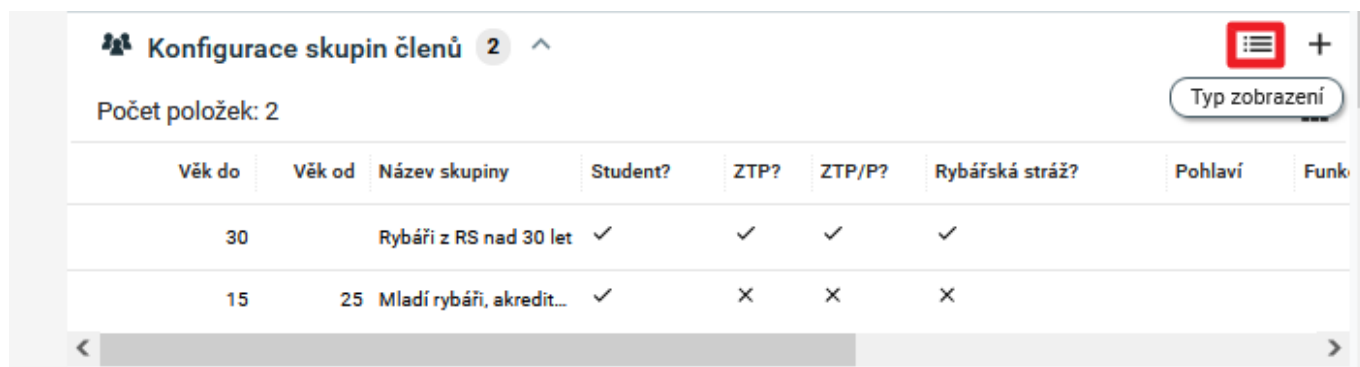 Konfigurace skupin členů 2
Typ zobrazení
Počet položek: 2
Věk do Věk od Název skupiny Student? ZTP? ZTP/P? Rybářská stráž? Pohlaví Funk
30 Rybáři z RS nad 30 let ✓ ✓ ✓ ✓
15 25 Mladí rybáři, akredit... ✓ ✕ ✕ ✕